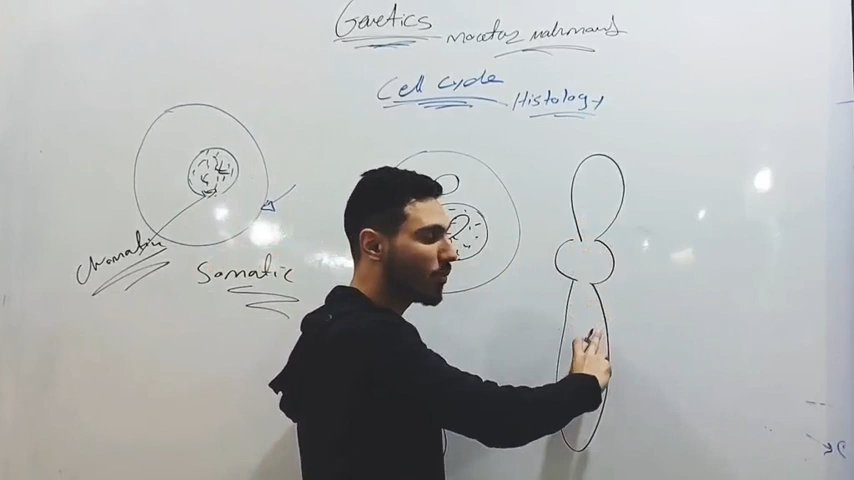 Genetics
Cell cycle
Histology
Chromatin
Somatic